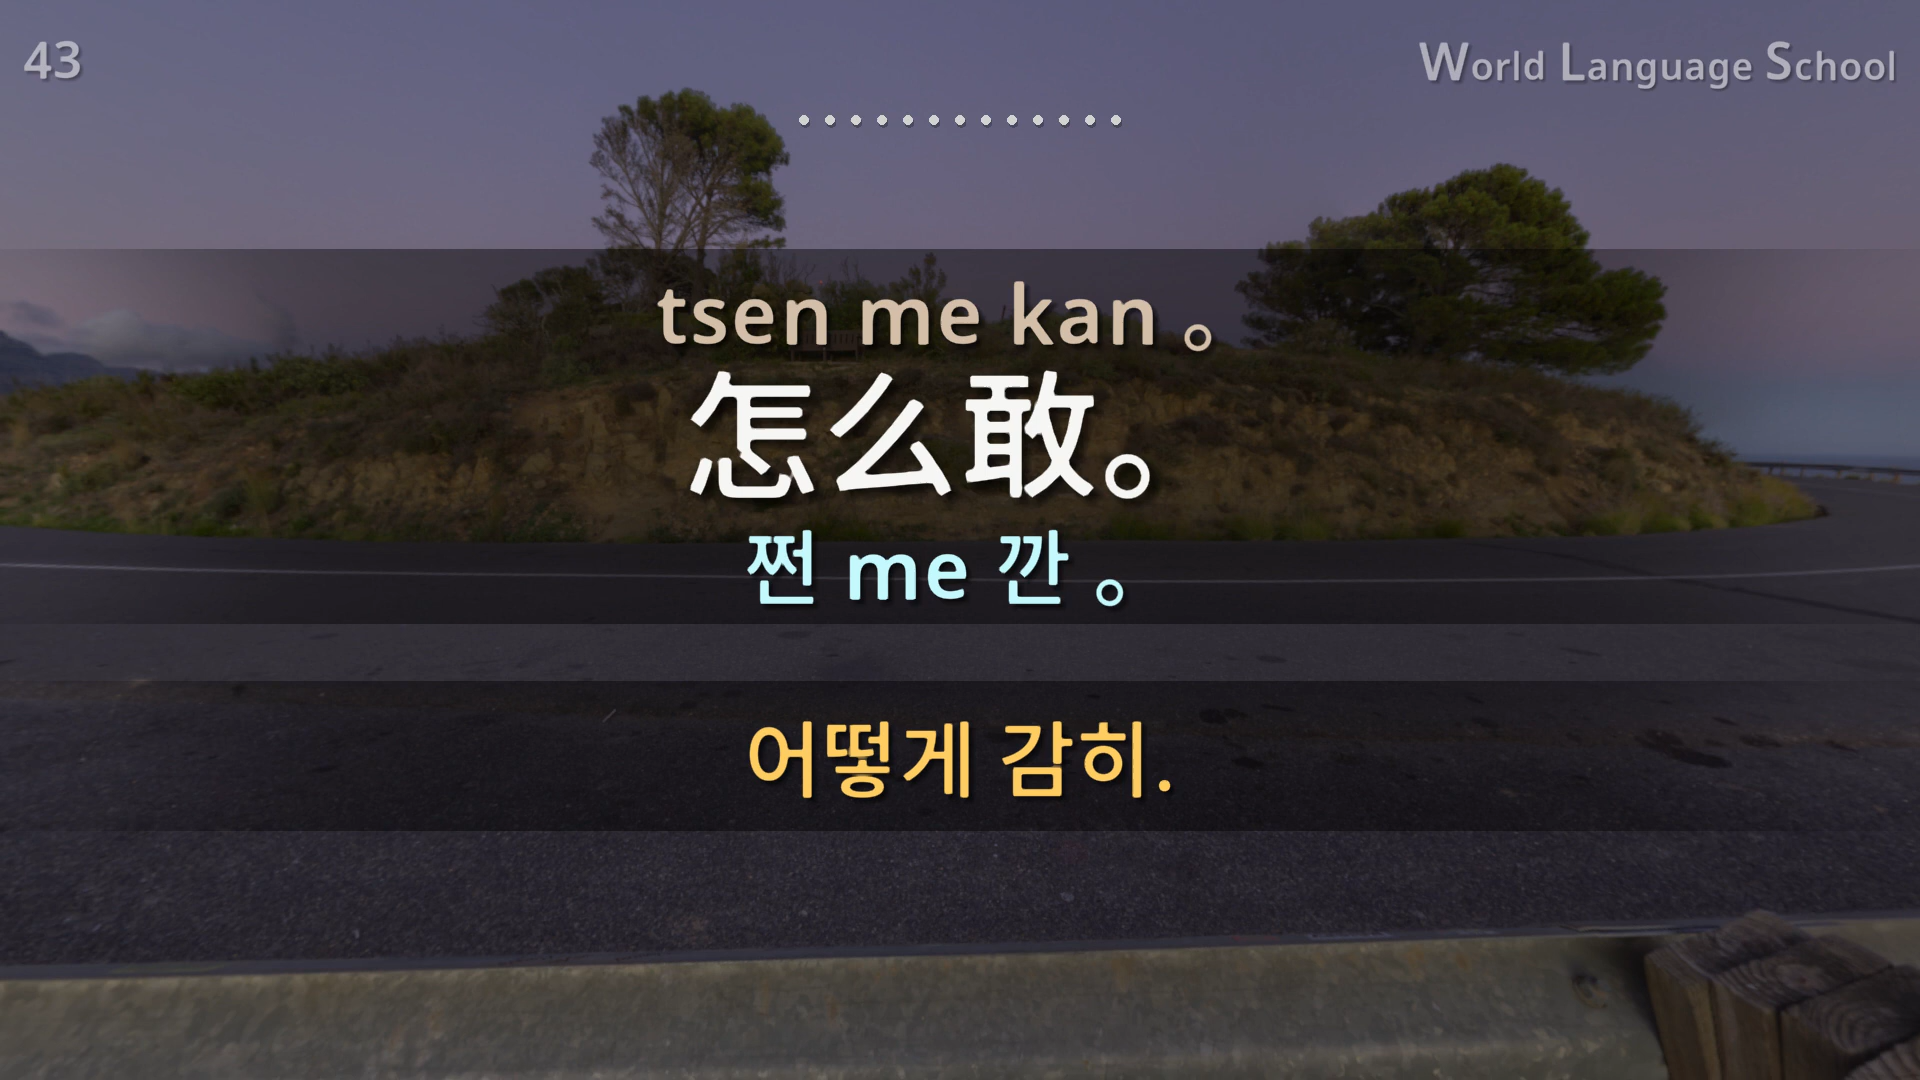 43
World Language School
tsen me kan 。
怎么敢。
쩐 me 깐 。
어떻게 감히.